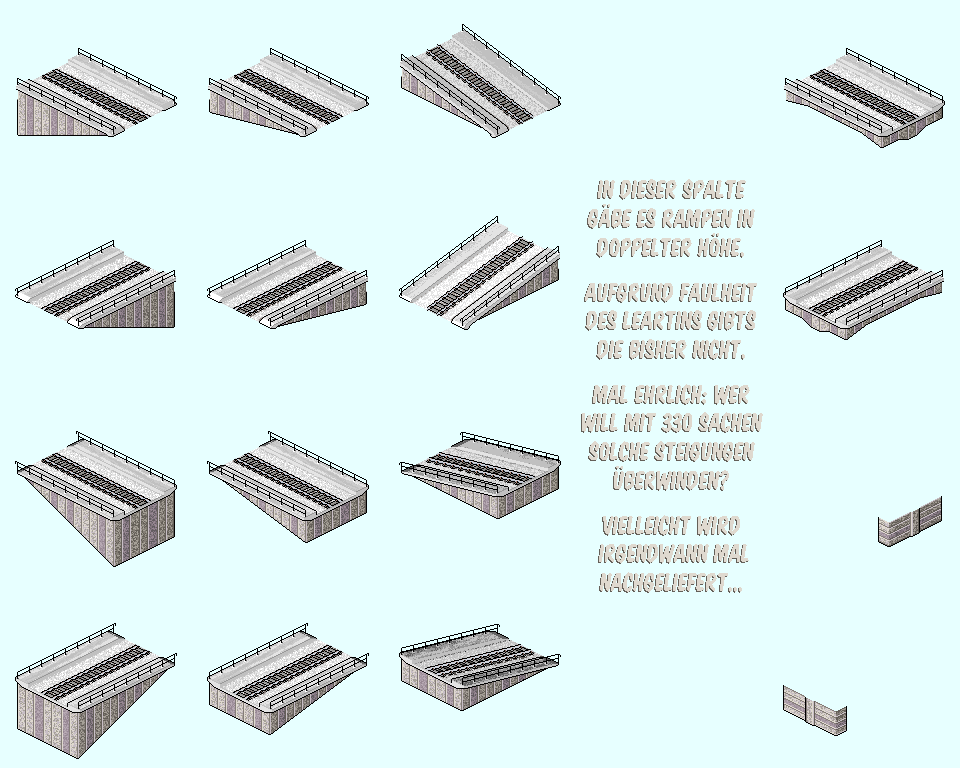 IN DIESER SPALTE
GÄBE ES RAMPEN IN
DOPPELTER HÖHE.
AUFGRUND FAULHEIT
DES LEARTINS GIBTS
DIE BISHER NICHT.
MAL EHRLICH: WER
WILL MIT 330 SACHEN
SOLCHE STEIGUNGEN
ÜBERWINDEN?
VIELLEICHT WIRD
IRGENDWANN MAL
NACHGELIEFERT...